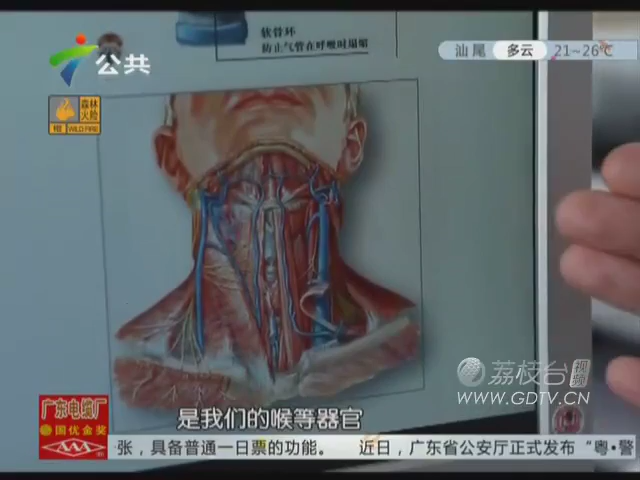 公共
软骨环
防止气管在呼吸时塌陷
汕尾 多云 21~26℃
森林
火险
橙 WILD FIRE
荔枝台 视频
WWW.GDTV.CN
广东电缆厂
国优金奖
是我们的喉等器官
张，具备普通一日票的功能。 近日，广东省公安厅正式发布“粤·警